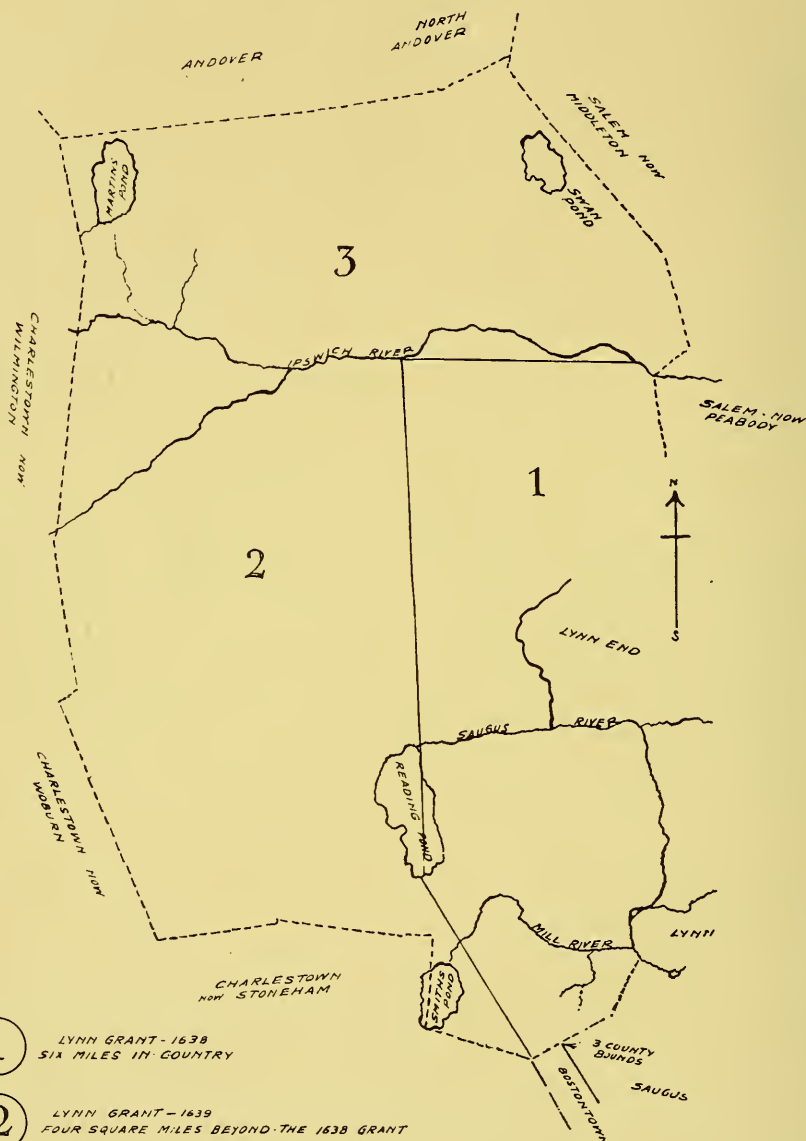 NORTH
ANDOVER
ANDOVER
SALEM NOW
MIDDLETON
MARTINS
POND
SWAN
POND
3
CHARLESTOWN NOW
WILMINGTON
IPSWICH RIVER
SALEM - NOW
PEABODY
1
N
2
S
LYNN END
SAUGUS RIVER
READING POND
CHARLESTOWN NOW
WOBURN
MILL RIVER
LYNN
CHARLESTOWN
NOW STONEHAM
SMITHS
POND
3 COUNTY
BOUNDS
SAUGUS
BOSTONTOWN
LYNN GRANT - 1638
SIX MILES IN COUNTRY
2
LYNN GRANT - 1639
FOUR SQUARE MILES BEYOND THE 1638 GRANT